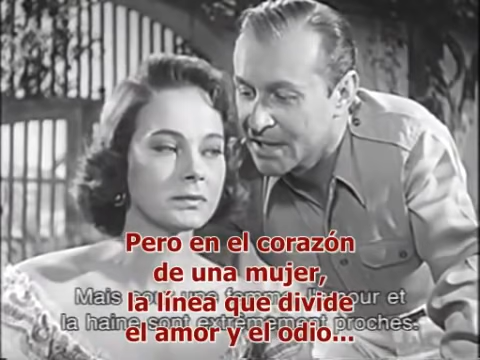 Pero en el corazón
de una mujer,
la línea que divide
el amor y el odio...
Mais pour une femme, l'amour et
la haine sont extrêmement proches.